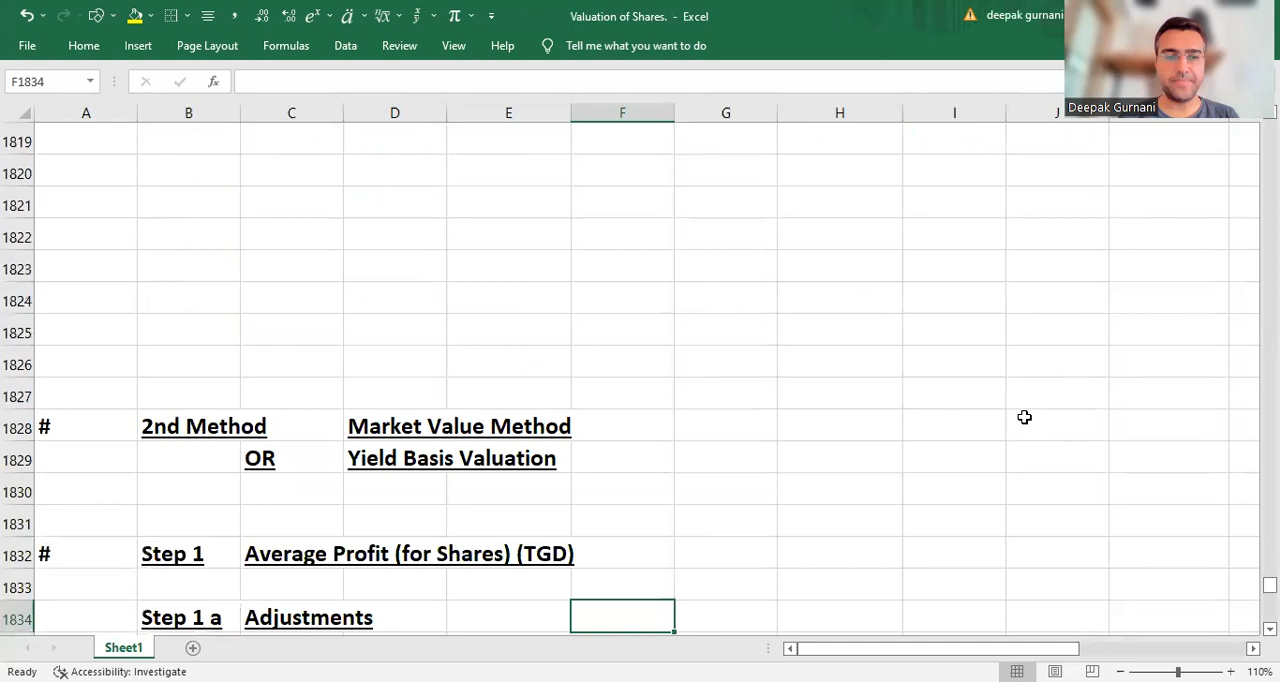 Valuation of Shares. - Excel
deepak gurnani
File Home Insert Page Layout Formulas Data Review View Help Tell me what you want to do
F1834 fx
Deepak Gurnani
A B C D E F G H I J
1819
1820
1821
1822
1823
1824
1825
1826
1827
1828 # 2nd Method Market Value Method
1829 OR Yield Basis Valuation
1830
1831
1832 # Step 1 Average Profit (for Shares) (TGD)
1833
1834 Step 1 a Adjustments
Sheet1
Ready Accessibility: Investigate 110%